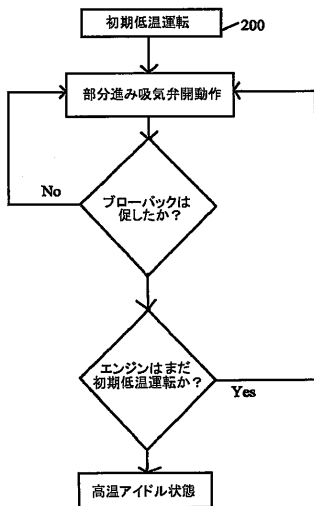 初期低温運転
200
部分進み吸気弁開動作
No
ブローバックは
促したか？
エンジンはまだ
初期低温運転か？
Yes
高温アイドル状態